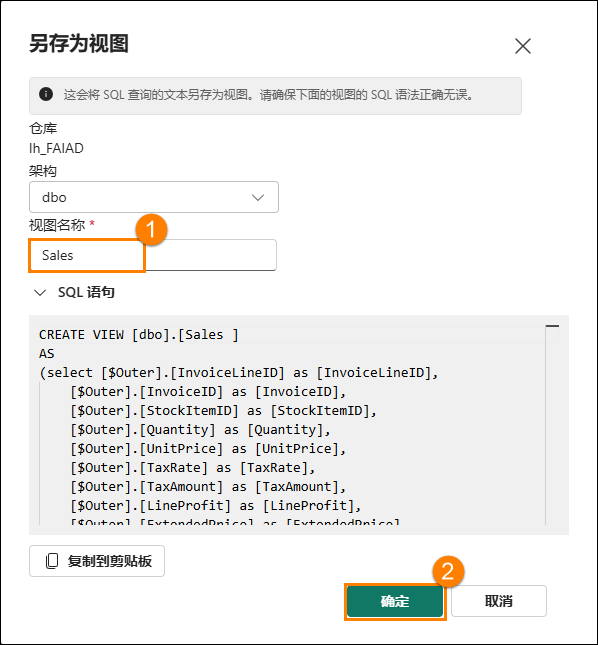 另存为视图
这会将 SQL 查询的文本另存为视图。请确保下面的视图的 SQL 语法正确无误。
仓库
lh_FAIAD
架构
dbo
视图名称 *
1
Sales
SQL 语句
CREATE VIEW [dbo].[Sales ]
AS
(select [$Outer].[InvoiceLineID] as [InvoiceLineID],
[$Outer].[InvoiceID] as [InvoiceID],
[$Outer].[StockItemID] as [StockItemID],
[$Outer].[Quantity] as [Quantity],
[$Outer].[UnitPrice] as [UnitPrice],
[$Outer].[TaxRate] as [TaxRate],
[$Outer].[TaxAmount] as [TaxAmount],
[$Outer].[LineProfit] as [LineProfit],
[$Outer].[ExtendedPrice] as [ExtendedPrice]
复制到剪贴板
2
确定
取消